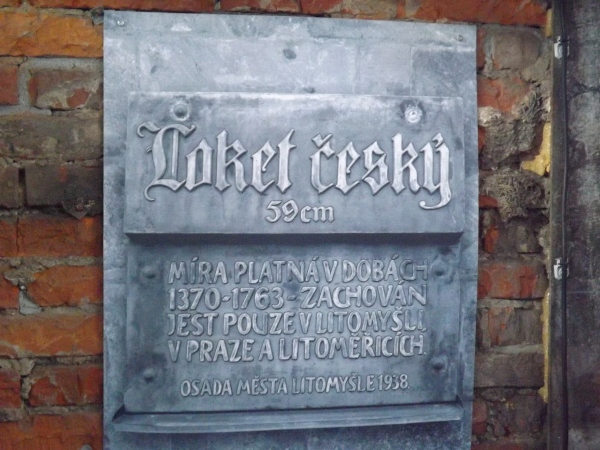 Loket český
59cm
MÍRA PLATNÁ V DOBÁCH
1370-1763 - ZACHOVÁN
JEST POUZE V LITOMYŠLI,
V PRAZE A LITOMĚŘICÍCH.
OSADA MĚSTA LITOMYŠLE 1938.